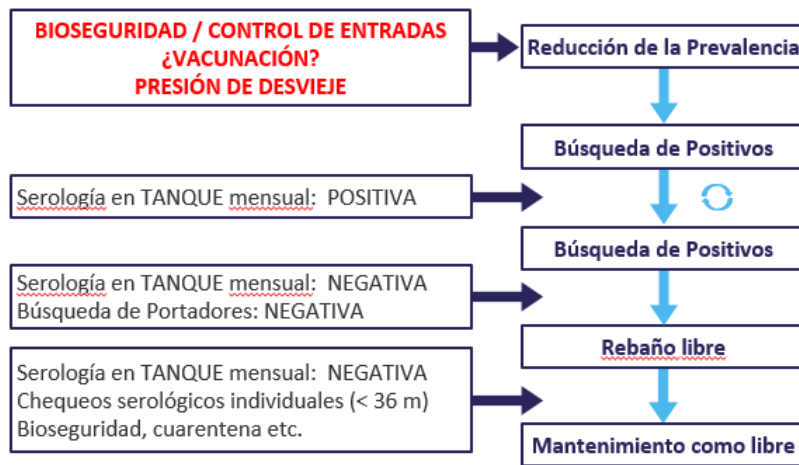 BIOSEGURIDAD / CONTROL DE ENTRADAS
¿VACUNACIÓN?
PRESIÓN DE DESVIEJE
Reducción de la Prevalencia
Búsqueda de Positivos
Serología en TANQUE mensual: POSITIVA
Búsqueda de Positivos
Serología en TANQUE mensual: NEGATIVA
Búsqueda de Portadores: NEGATIVA
Rebaño libre
Serología en TANQUE mensual: NEGATIVA
Chequeos serológicos individuales (< 36 m)
Bioseguridad, cuarentena etc.
Mantenimiento como libre